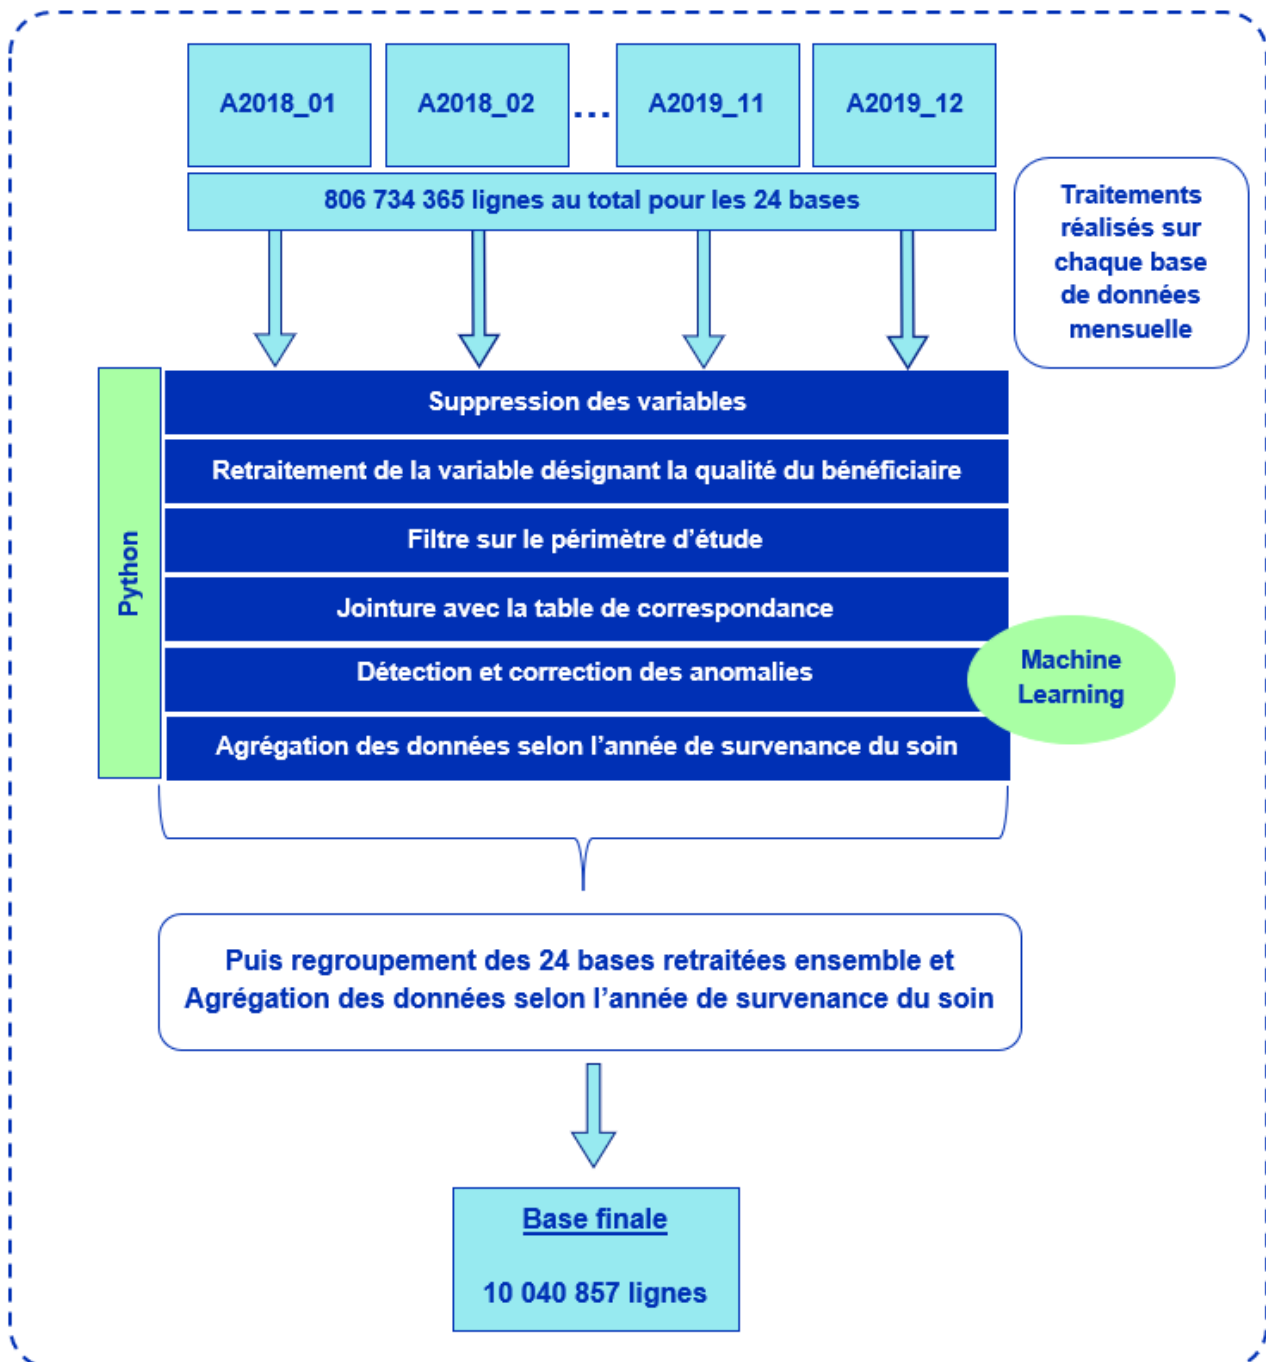 A2018_01
A2018_02
...
A2019_11
A2019_12
806 734 365 lignes au total pour les 24 bases
Traitements
réalisés sur
chaque base
de données
mensuelle
Python
Suppression des variables
Retraitement de la variable désignant la qualité du bénéficiaire
Filtre sur le périmètre d’étude
Jointure avec la table de correspondance
Détection et correction des anomalies
Machine
Learning
Agrégation des données selon l’année de survenance du soin
Puis regroupement des 24 bases retraitées ensemble et
Agrégation des données selon l’année de survenance du soin
Base finale
10 040 857 lignes